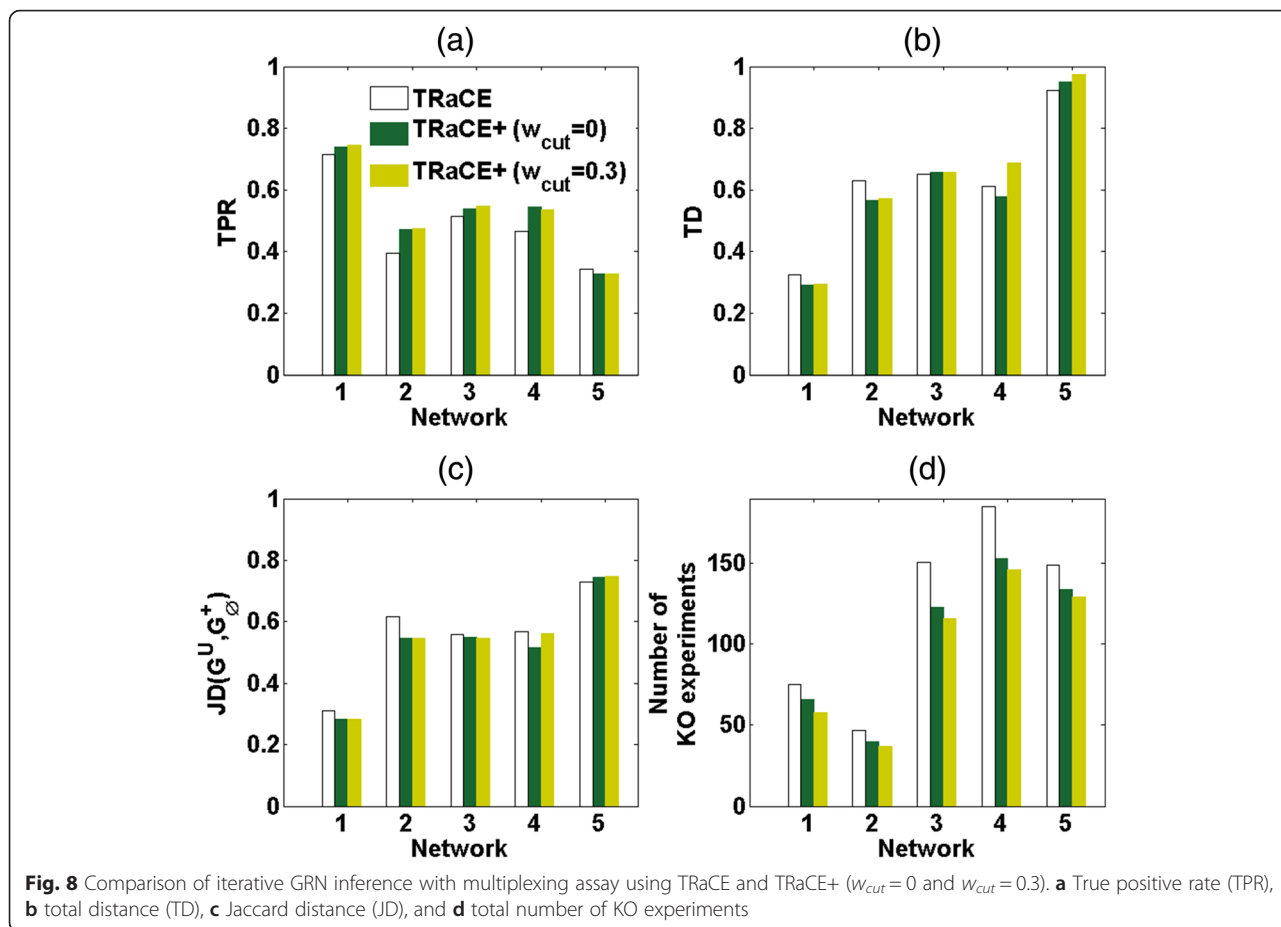 (a)
TPR
1
0.8
0.6
0.4
0.2
0
TRaCE
TRaCE+ (w_cut=0)
TRaCE+ (w_cut=0.3)
1 2 3 4 5
Network
(b)
TD
1
0.8
0.6
0.4
0.2
0
1 2 3 4 5
Network
(c)
JD(G^U,G^+_∅)
1
0.8
0.6
0.4
0.2
0
1 2 3 4 5
Network
(d)
Number of
KO experiments
150
100
50
0
1 2 3 4 5
Network
Fig. 8 Comparison of iterative GRN inference with multiplexing assay using TRaCE and TRaCE+ (w_cut = 0 and w_cut = 0.3). a True positive rate (TPR),
b total distance (TD), c Jaccard distance (JD), and d total number of KO experiments